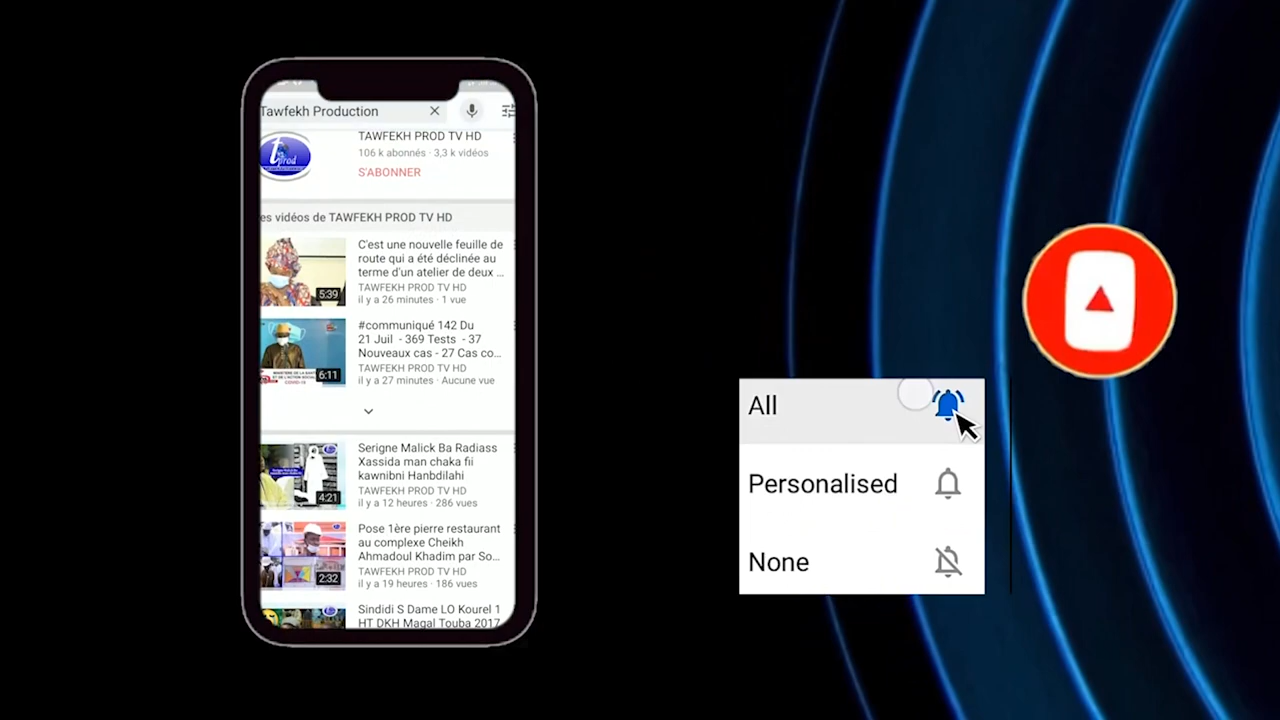 Tawfekh Production
TAWFEKH PROD TV HD
106 k abonnés · 3,3 k vidéos
S'ABONNER
t
prod
es vidéos de TAWFEKH PROD TV HD
C'est une nouvelle feuille de
route qui a été déclinée au
terme d'un atelier de deux ...
TAWFEKH PROD TV HD
il y a 26 minutes · 1 vue
5:39
#communiqué 142 Du
21 Juil - 369 Tests - 37
Nouveaux cas - 27 Cas co...
TAWFEKH PROD TV HD
il y a 27 minutes · Aucune vue
6:11
Serigne Malick Ba Radiass
Xassida man chaka fii
kawnibni Hanbdilahi
TAWFEKH PROD TV HD
il y a 12 heures · 286 vues
4:21
Pose 1ère pierre restaurant
au complexe Cheikh
Ahmadoul Khadim par So...
TAWFEKH PROD TV HD
il y a 19 heures · 186 vues
2:32
Sindidi S Dame LO Kourel 1
HT DKH Magal Touba 2017
All
Personalised
None